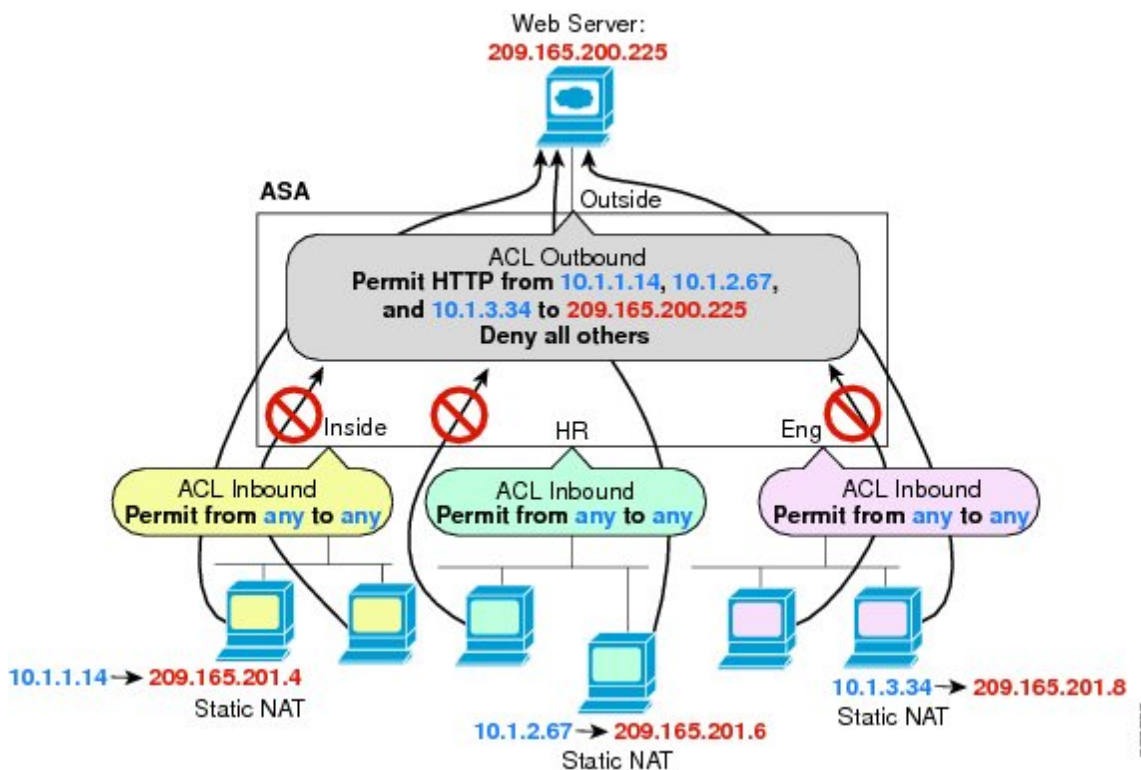 Web Server:
209.165.200.225
ASA
Outside
ACL Outbound
Permit HTTP from 10.1.1.14, 10.1.2.67,
and 10.1.3.34 to 209.165.200.225
Deny all others
Inside
HR
Eng
ACL Inbound
Permit from any to any
ACL Inbound
Permit from any to any
ACL Inbound
Permit from any to any
10.1.1.14 → 209.165.201.4
Static NAT
10.1.2.67 → 209.165.201.6
Static NAT
10.1.3.34 → 209.165.201.8
Static NAT